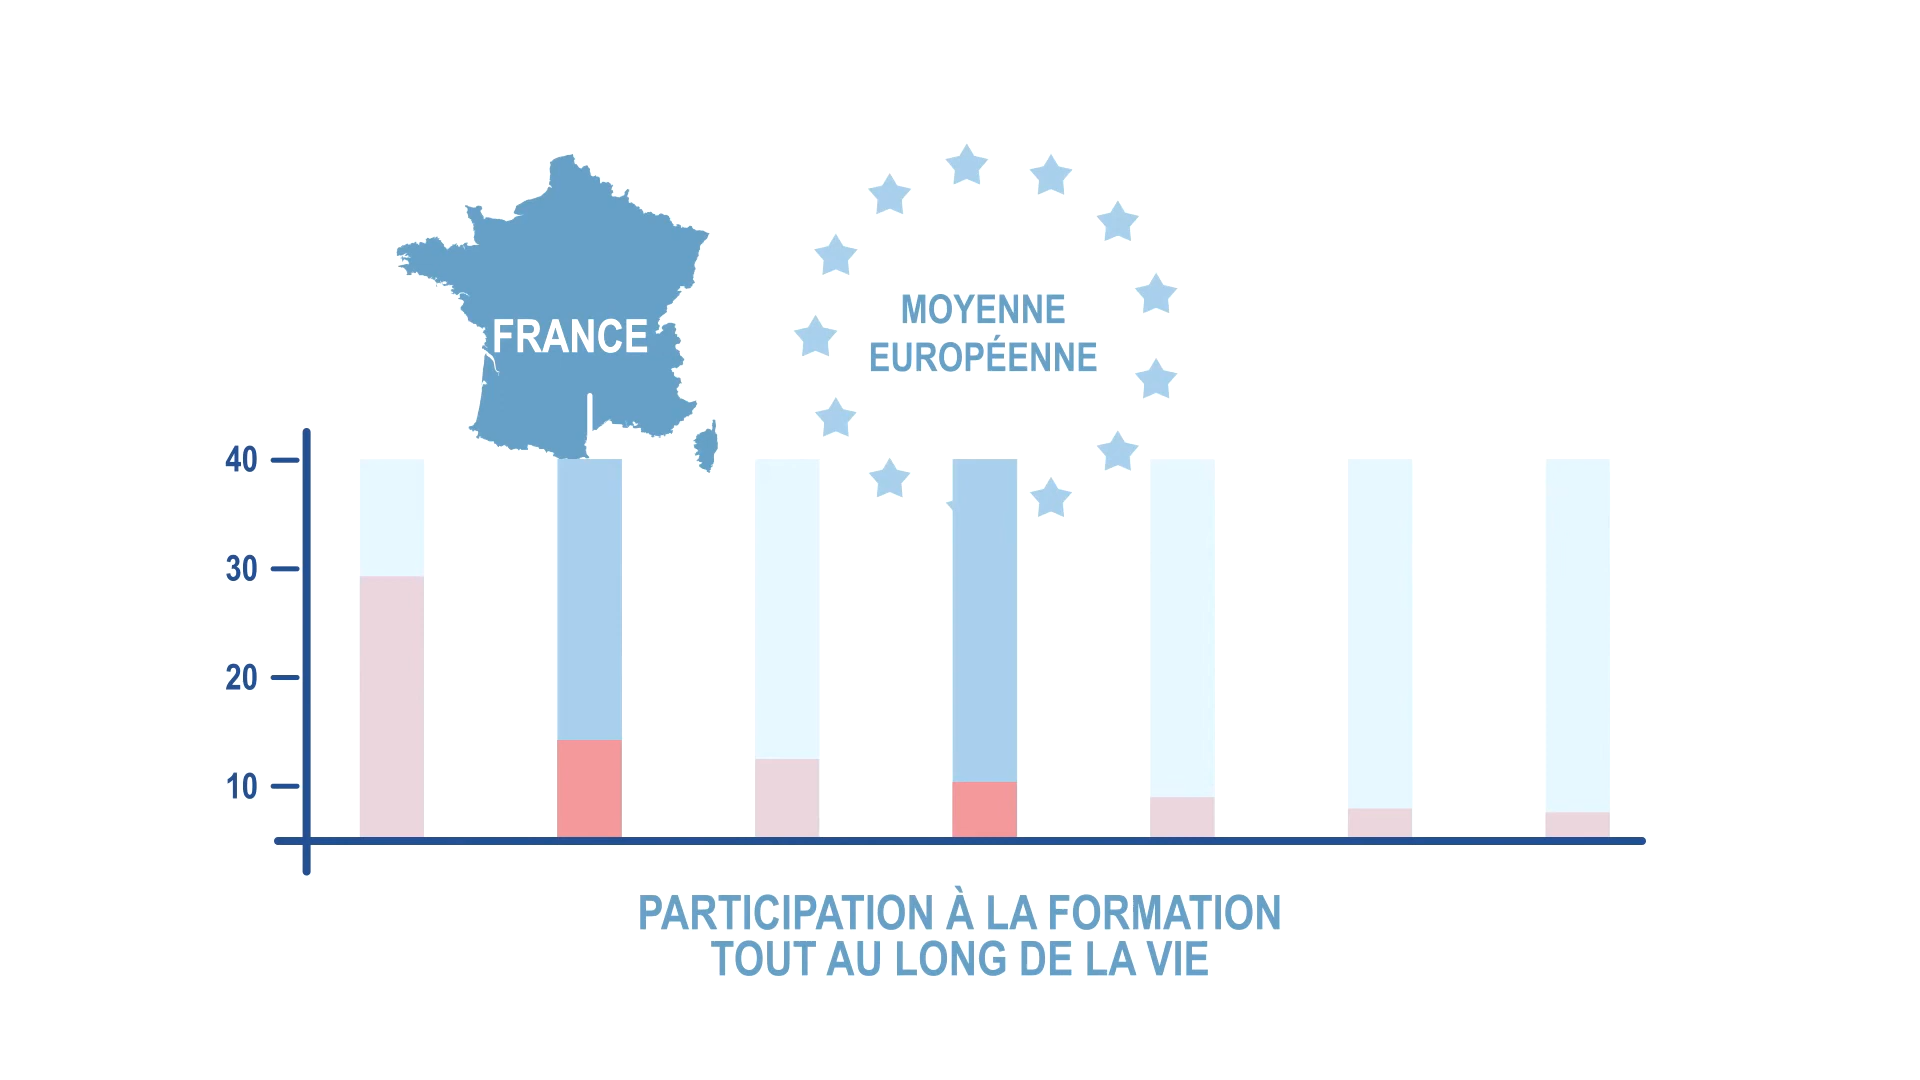 FRANCE
MOYENNE
EUROPÉENNE
40
30
20
10
PARTICIPATION À LA FORMATION
TOUT AU LONG DE LA VIE